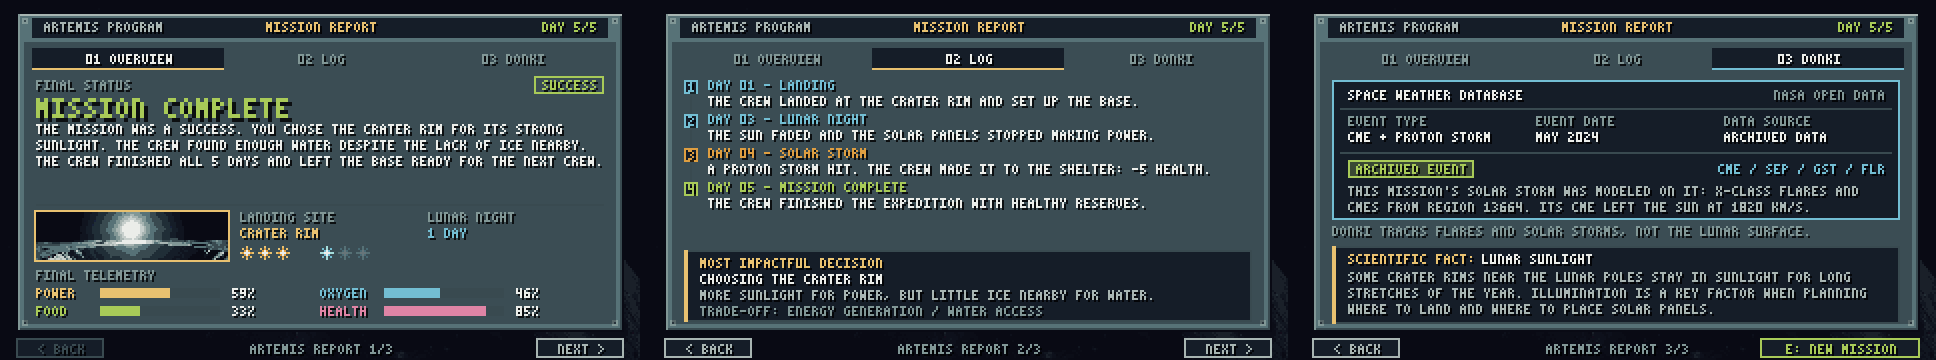 ARTEMIS PROGRAM MISSION REPORT DAY 5/5
01 OVERVIEW 02 LOG 03 DONKI
FINAL STATUS SUCCESS
MISSION COMPLETE
THE MISSION WAS A SUCCESS. YOU CHOSE THE CRATER RIM FOR ITS STRONG
SUNLIGHT. THE CREW FOUND ENOUGH WATER DESPITE THE LACK OF ICE NEARBY.
THE CREW FINISHED ALL 5 DAYS AND LEFT THE BASE READY FOR THE NEXT CREW.
LANDING SITE LUNAR NIGHT
CRATER RIM 1 DAY
FINAL TELEMETRY
POWER 59% OXYGEN 46%
FOOD 33% HEALTH 85%
< BACK ARTEMIS REPORT 1/3 NEXT >
ARTEMIS PROGRAM MISSION REPORT DAY 5/5
01 OVERVIEW 02 LOG 03 DONKI
1 DAY 01 - LANDING
THE CREW LANDED AT THE CRATER RIM AND SET UP THE BASE.
2 DAY 03 - LUNAR NIGHT
THE SUN FADED AND THE SOLAR PANELS STOPPED MAKING POWER.
3 DAY 04 - SOLAR STORM
A PROTON STORM HIT. THE CREW MADE IT TO THE SHELTER: -5 HEALTH.
4 DAY 05 - MISSION COMPLETE
THE CREW FINISHED THE EXPEDITION WITH HEALTHY RESERVES.
MOST IMPACTFUL DECISION
CHOOSING THE CRATER RIM
MORE SUNLIGHT FOR POWER, BUT LITTLE ICE NEARBY FOR WATER.
TRADE-OFF: ENERGY GENERATION / WATER ACCESS
< BACK ARTEMIS REPORT 2/3 NEXT >
ARTEMIS PROGRAM MISSION REPORT DAY 5/5
01 OVERVIEW 02 LOG 03 DONKI
SPACE WEATHER DATABASE NASA OPEN DATA
EVENT TYPE EVENT DATE DATA SOURCE
CME + PROTON STORM MAY 2024 ARCHIVED DATA
ARCHIVED EVENT CME / SEP / GST / FLR
THIS MISSION'S SOLAR STORM WAS MODELED ON IT: X-CLASS FLARES AND
CMES FROM REGION 13664. ITS CME LEFT THE SUN AT 1820 KM/S.
DONKI TRACKS FLARES AND SOLAR STORMS, NOT THE LUNAR SURFACE.
SCIENTIFIC FACT: LUNAR SUNLIGHT
SOME CRATER RIMS NEAR THE LUNAR POLES STAY IN SUNLIGHT FOR LONG
STRETCHES OF THE YEAR. ILLUMINATION IS A KEY FACTOR WHEN PLANNING
WHERE TO LAND AND WHERE TO PLACE SOLAR PANELS.
< BACK ARTEMIS REPORT 3/3 E: NEW MISSION